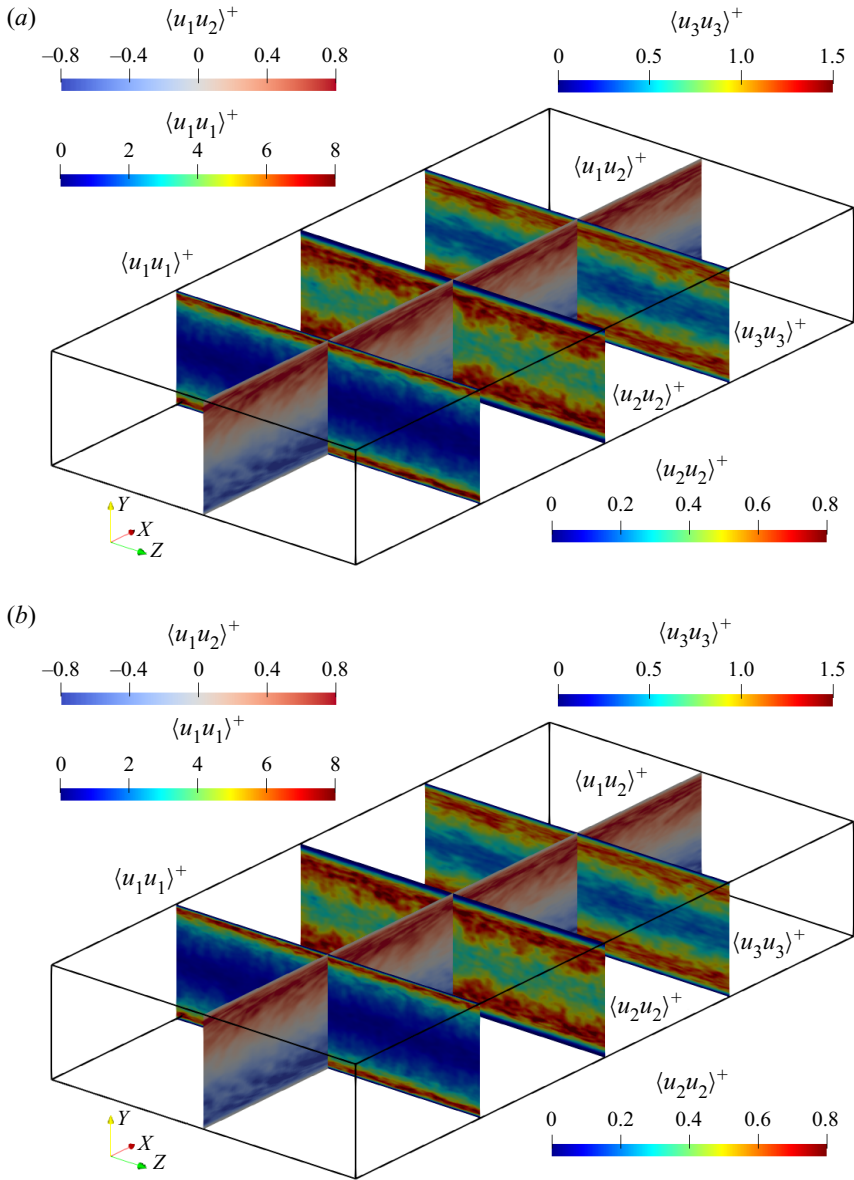 (a)
⟨u₁u₂⟩⁺
−0.8 −0.4 0 0.4 0.8
⟨u₃u₃⟩⁺
0 0.5 1.0 1.5
⟨u₁u₁⟩⁺
0 2 4 6 8
⟨u₁u₂⟩⁺
⟨u₁u₁⟩⁺
⟨u₃u₃⟩⁺
⟨u₂u₂⟩⁺
⟨u₂u₂⟩⁺
0 0.2 0.4 0.6 0.8
Y
X
Z
(b)
⟨u₁u₂⟩⁺
−0.8 −0.4 0 0.4 0.8
⟨u₃u₃⟩⁺
0 0.5 1.0 1.5
⟨u₁u₁⟩⁺
0 2 4 6 8
⟨u₁u₂⟩⁺
⟨u₁u₁⟩⁺
⟨u₃u₃⟩⁺
⟨u₂u₂⟩⁺
⟨u₂u₂⟩⁺
0 0.2 0.4 0.6 0.8
Y
X
Z